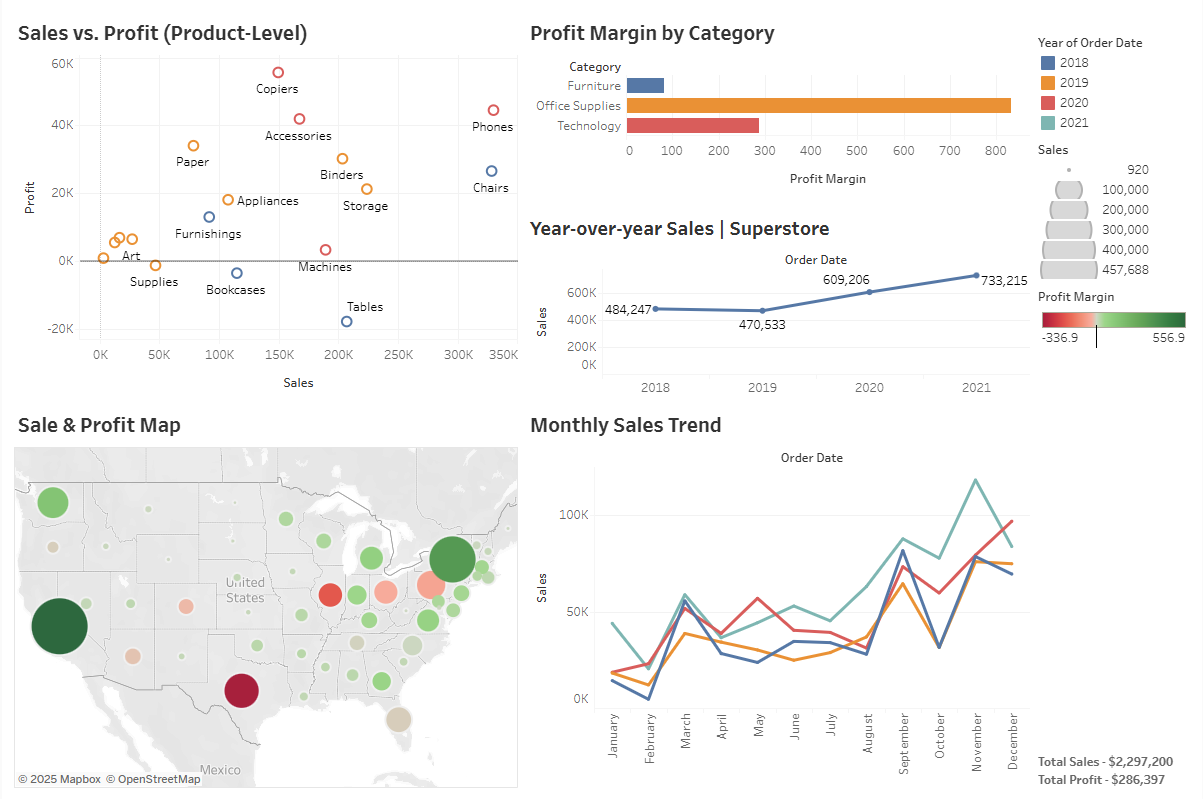 Sales vs. Profit (Product-Level)
60K
40K
20K
0K
-20K
Profit
Copiers
Accessories
Phones
Paper
Binders
Chairs
Storage
Appliances
Furnishings
Art
Machines
Supplies
Bookcases
Tables
0K
50K
100K
150K
200K
250K
300K
350K
Sales
Profit Margin by Category
Category
Furniture
Office Supplies
Technology
0
100
200
300
400
500
600
700
800
Profit Margin
Year-over-year Sales | Superstore
Order Date
Sales
600K
400K
200K
0K
484,247
470,533
609,206
733,215
2018
2019
2020
2021
Year of Order Date
2018
2019
2020
2021
Sales
920
100,000
200,000
300,000
400,000
457,688
Profit Margin
-336.9
556.9
Sale & Profit Map
United
States
Mexico
© 2025 Mapbox © OpenStreetMap
Monthly Sales Trend
Order Date
Sales
100K
50K
0K
January
February
March
April
May
June
July
August
September
October
November
December
Total Sales - $2,297,200
Total Profit - $286,397